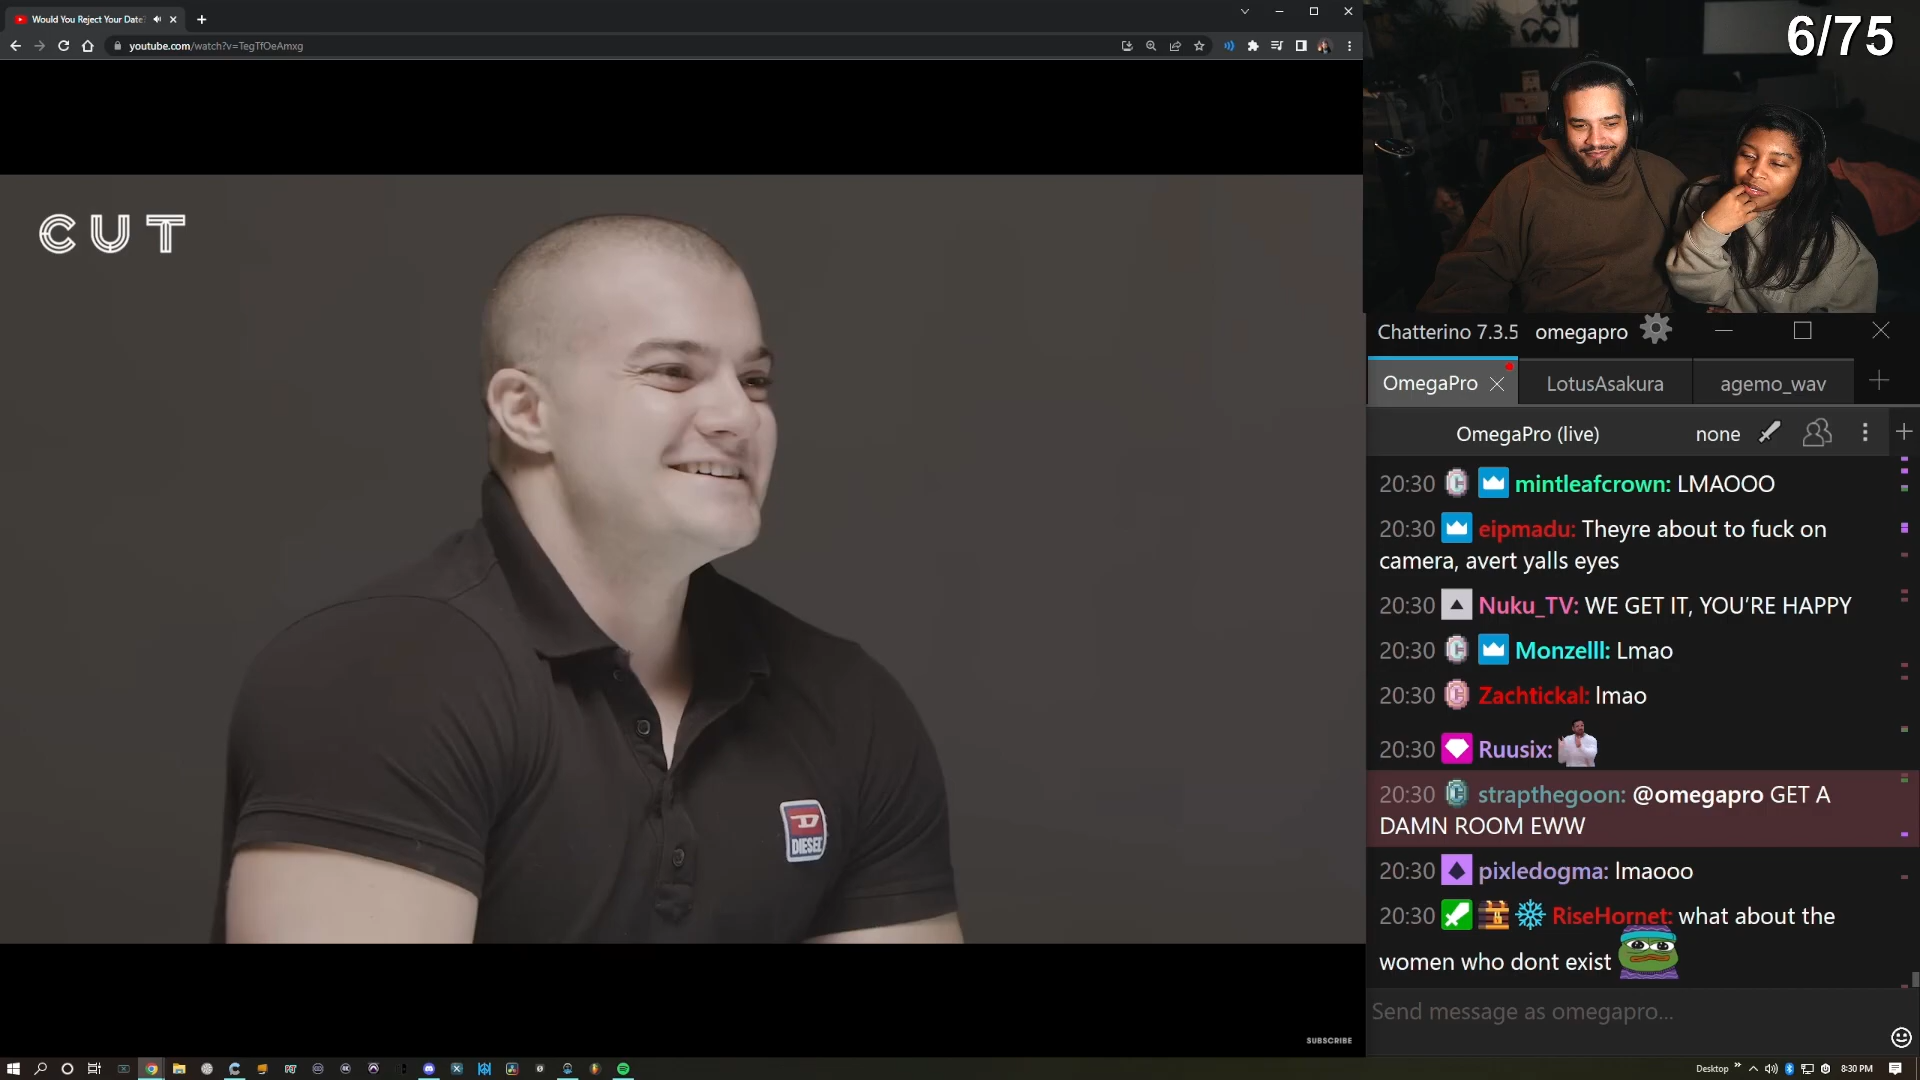 Would You Reject Your Date
youtube.com/watch?v=TegTfOeAmxg
6/75
CUT
DIESEL
SUBSCRIBE
Chatterino 7.3.5 omegapro
OmegaPro LotusAsakura agemo_wav
OmegaPro (live) none
20:30 mintleafcrown: LMAOOO
20:30 eipmadu: Theyre about to fuck on
camera, avert yalls eyes
20:30 Nuku_TV: WE GET IT, YOU'RE HAPPY
20:30 Monzelll: Lmao
20:30 Zachtickal: lmao
20:30 Ruusix:
20:30 strapthegoon: @omegapro GET A
DAMN ROOM EWW
20:30 pixledogma: lmaooo
20:30 RiseHornet: what about the
women who dont exist
Send message as omegapro...
Desktop 8:30 PM